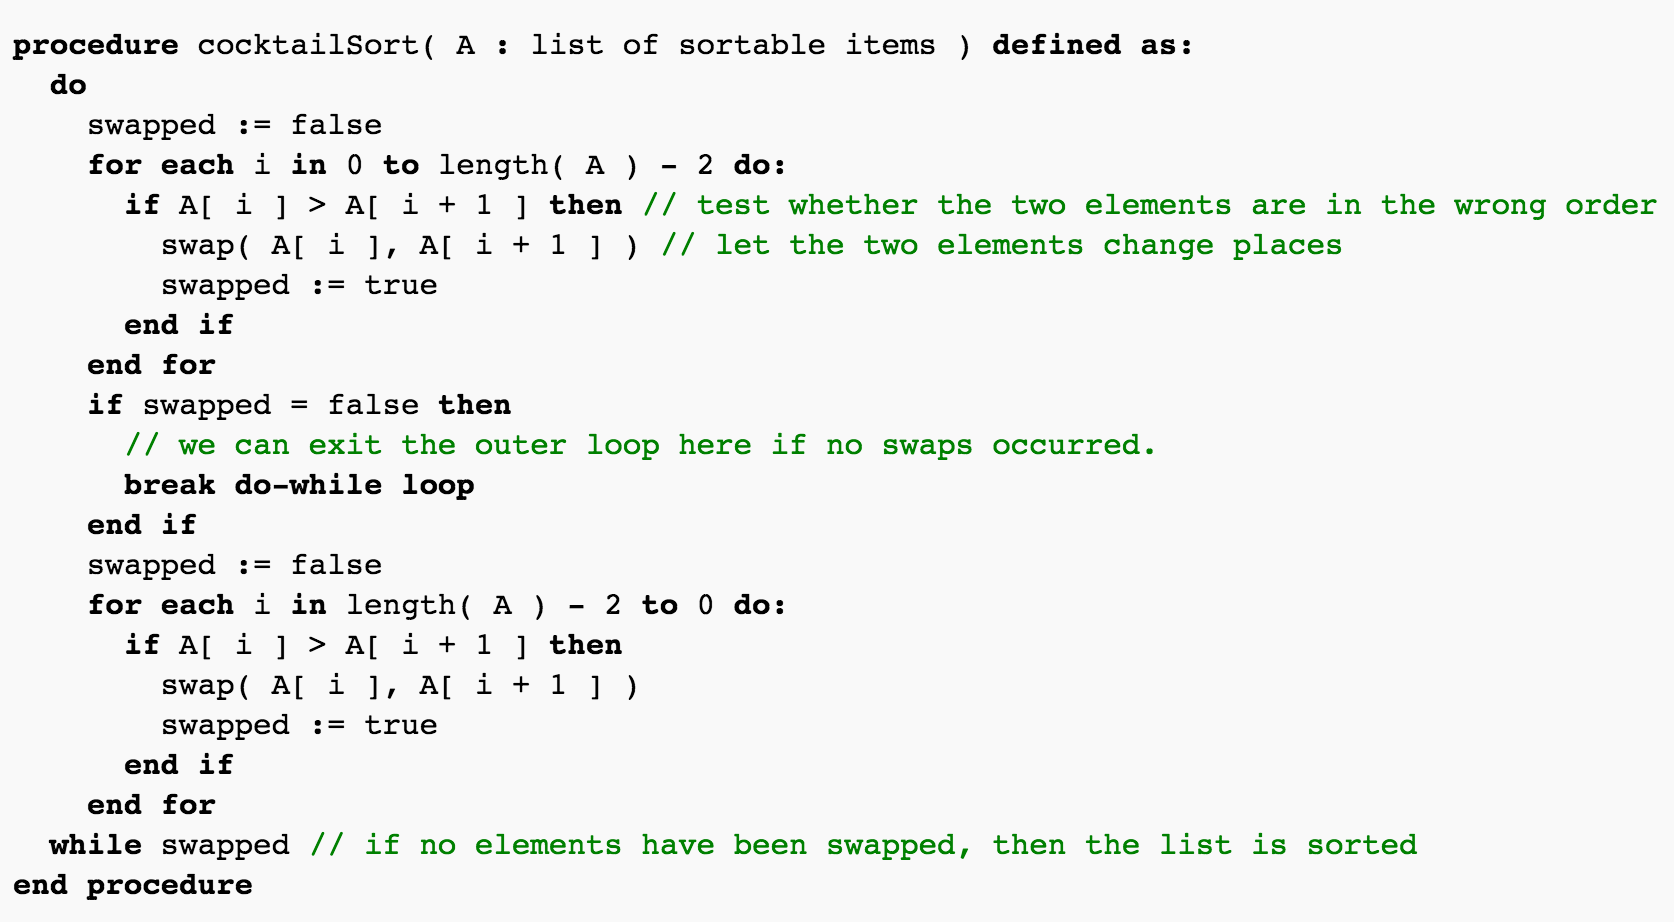 procedure cocktailSort( A : list of sortable items ) defined as:
  do
    swapped := false
    for each i in 0 to length( A ) - 2 do:
      if A[ i ] > A[ i + 1 ] then // test whether the two elements are in the wrong order
        swap( A[ i ], A[ i + 1 ] ) // let the two elements change places
        swapped := true
      end if
    end for
    if swapped = false then
      // we can exit the outer loop here if no swaps occurred.
      break do-while loop
    end if
    swapped := false
    for each i in length( A ) - 2 to 0 do:
      if A[ i ] > A[ i + 1 ] then
        swap( A[ i ], A[ i + 1 ] )
        swapped := true
      end if
    end for
  while swapped // if no elements have been swapped, then the list is sorted
end procedure